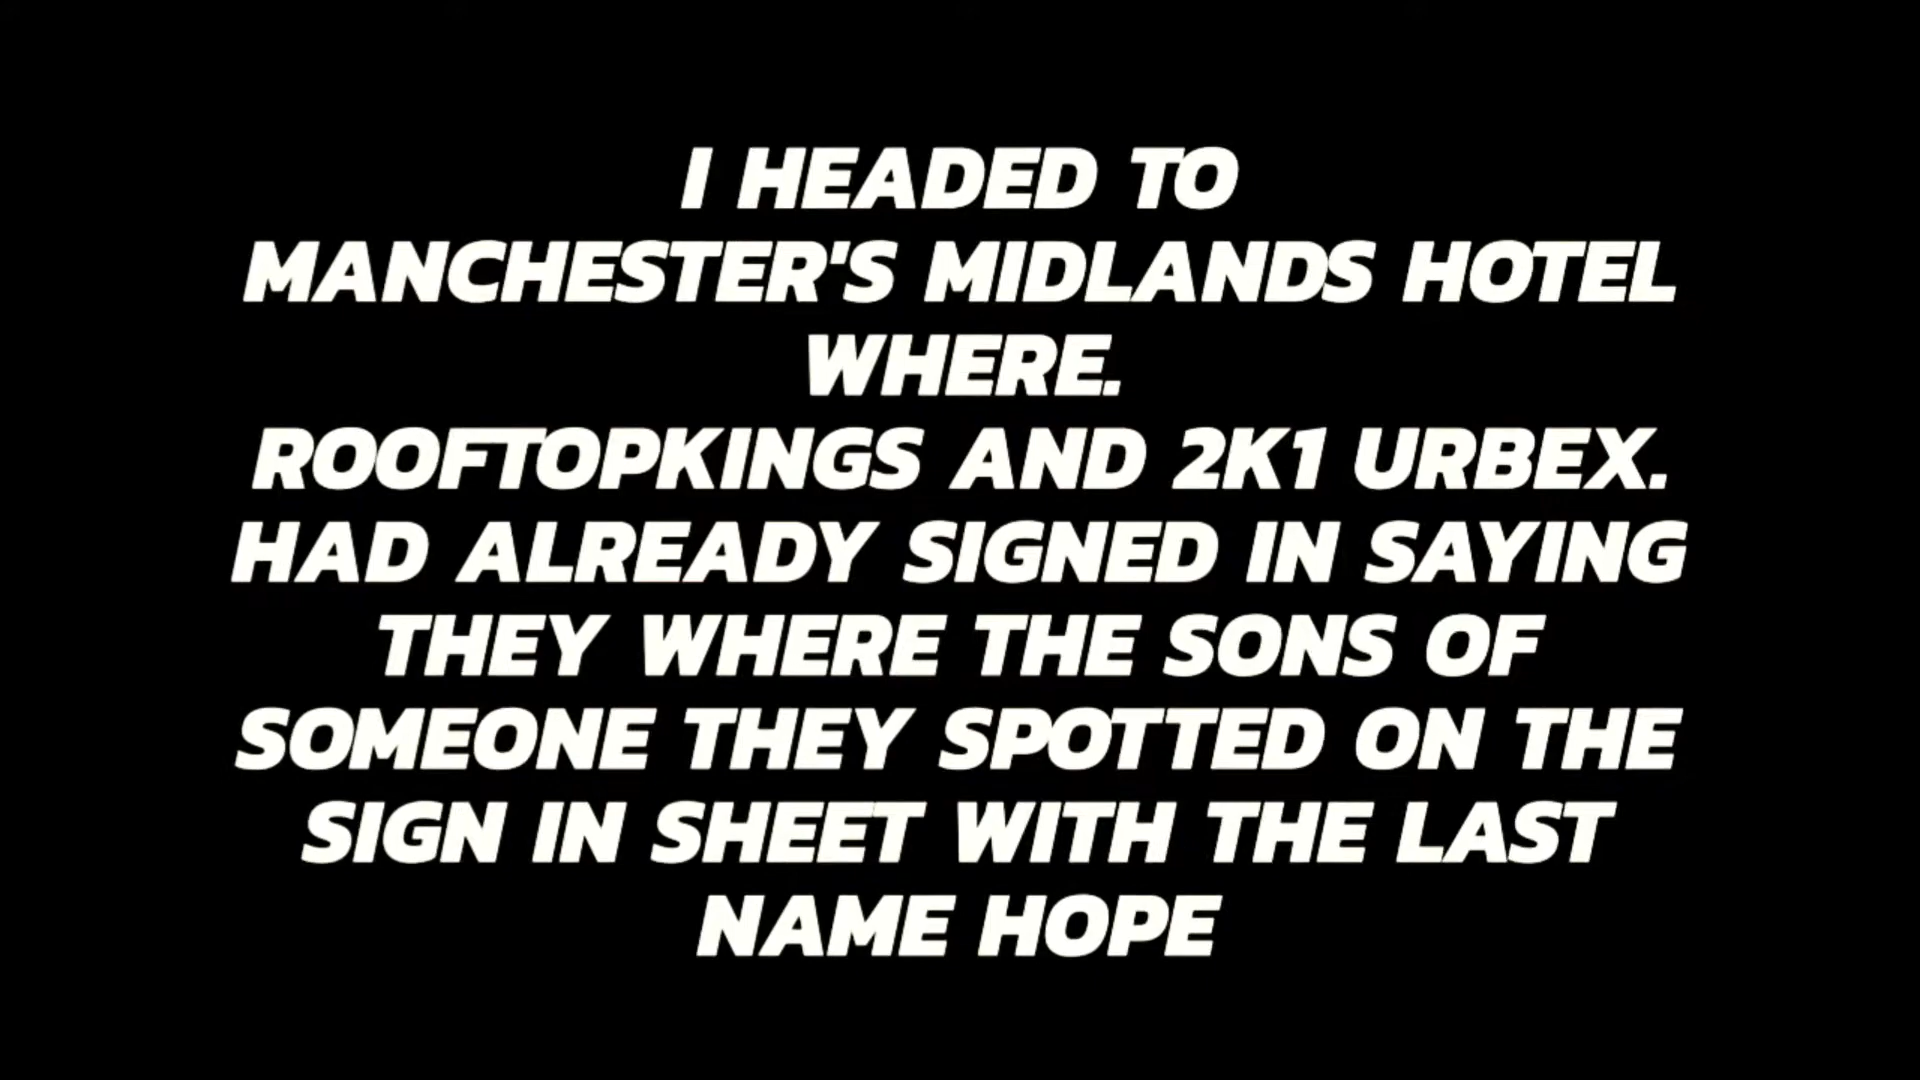 I HEADED TO
MANCHESTER'S MIDLANDS HOTEL
WHERE.
ROOFTOPKINGS AND 2K1 URBEX.
HAD ALREADY SIGNED IN SAYING
THEY WHERE THE SONS OF
SOMEONE THEY SPOTTED ON THE
SIGN IN SHEET WITH THE LAST
NAME HOPE